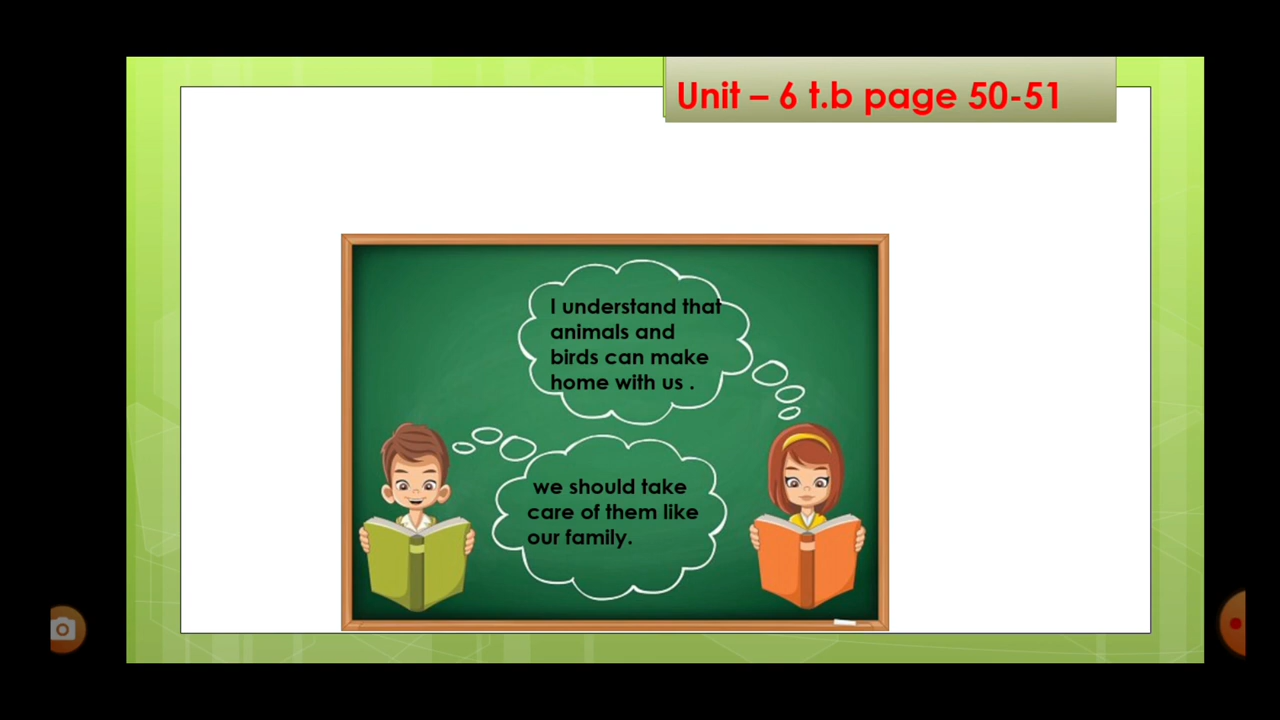 Unit – 6 t.b page 50-51
I understand that
animals and
birds can make
home with us .
we should take
care of them like
our family.